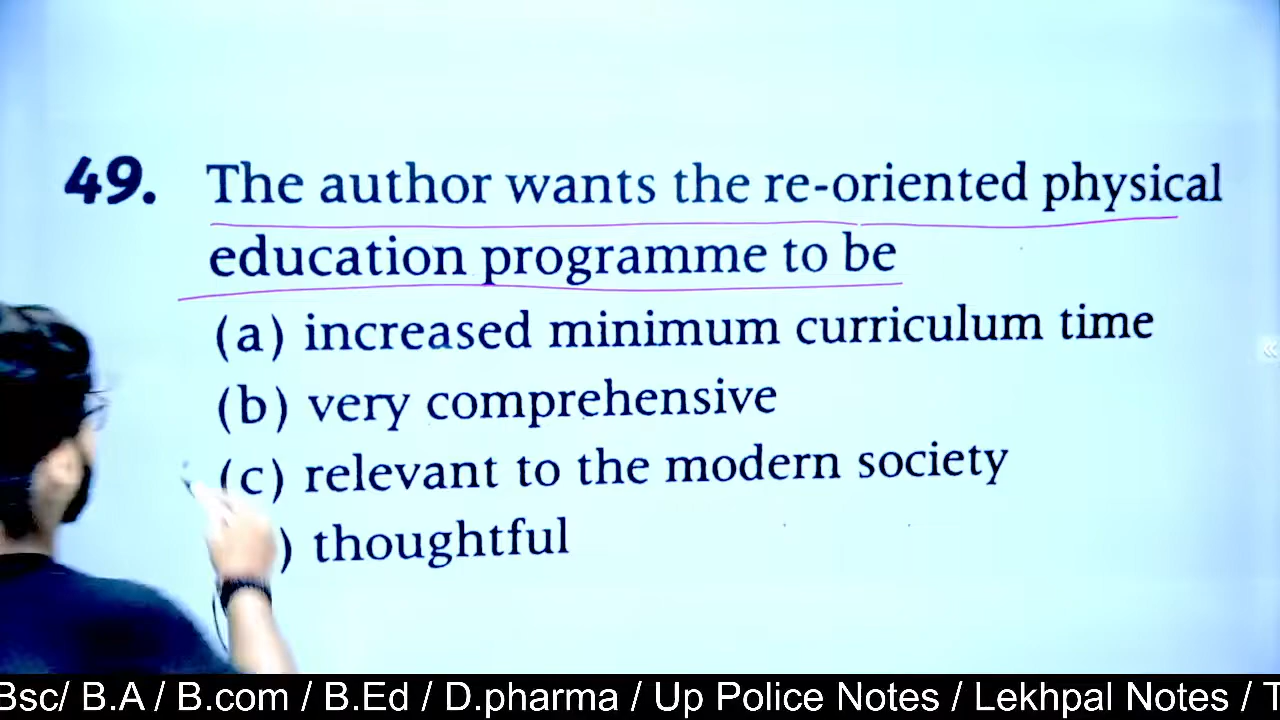 49. The author wants the re-oriented physical
education programme to be
(a) increased minimum curriculum time
(b) very comprehensive
(c) relevant to the modern society
) thoughtful
Bsc/ B.A / B.com / B.Ed / D.pharma / Up Police Notes / Lekhpal Notes / T